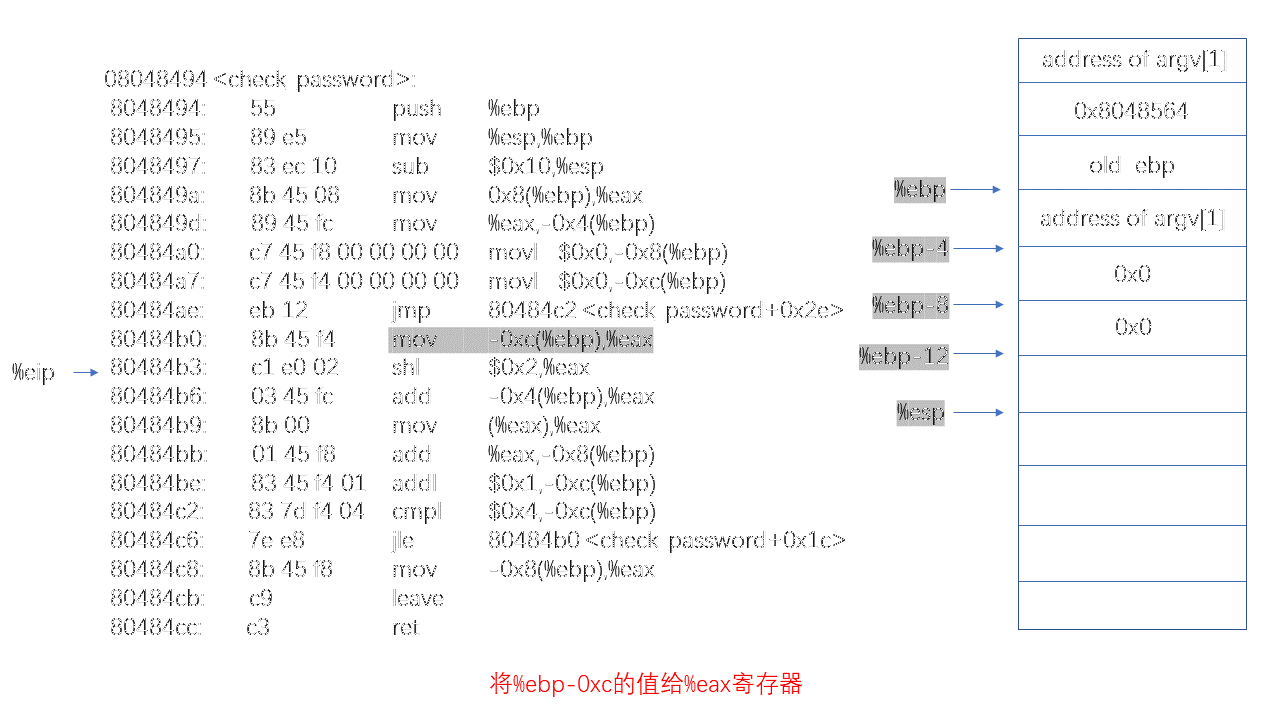 08048494 <check password>:
8048494: 55 push %ebp
8048495: 89 e5 mov %esp,%ebp
8048497: 83 ec 10 sub $0x10,%esp
804849a: 8b 45 08 mov 0x8(%ebp),%eax
804849d: 89 45 fc mov %eax,-0x4(%ebp)
80484a0: c7 45 f8 00 00 00 00 movl $0x0,-0x8(%ebp)
80484a7: c7 45 f4 00 00 00 00 movl $0x0,-0xc(%ebp)
80484ae: eb 12 jmp 80484c2 <check password+0x2e>
80484b0: 8b 45 f4 mov -0xc(%ebp),%eax
80484b3: c1 e0 02 shl $0x2,%eax
80484b6: 03 45 fc add -0x4(%ebp),%eax
80484b9: 8b 00 mov (%eax),%eax
80484bb: 01 45 f8 add %eax,-0x8(%ebp)
80484be: 83 45 f4 01 addl $0x1,-0xc(%ebp)
80484c2: 83 7d f4 04 cmpl $0x4,-0xc(%ebp)
80484c6: 7e e8 jle 80484b0 <check password+0x1c>
80484c8: 8b 45 f8 mov -0x8(%ebp),%eax
80484cb: c9 leave
80484cc: c3 ret
%eip
%ebp
%ebp-4
%ebp-8
%ebp-12
%esp
address of argv[1]
0x8048564
old ebp
address of argv[1]
0x0
0x0
将%ebp-0xc的值给%eax寄存器